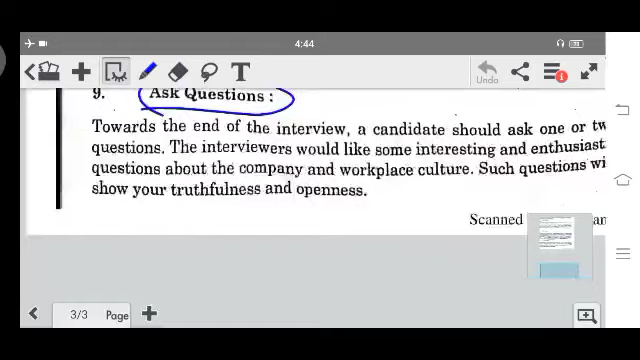 4:44
Undo
9. Ask Questions :
Towards the end of the interview, a candidate should ask one or tw
questions. The interviewers would like some interesting and enthusiast
questions about the company and workplace culture. Such questions wi
show your truthfulness and openness.
Scanned an
3/3 Page